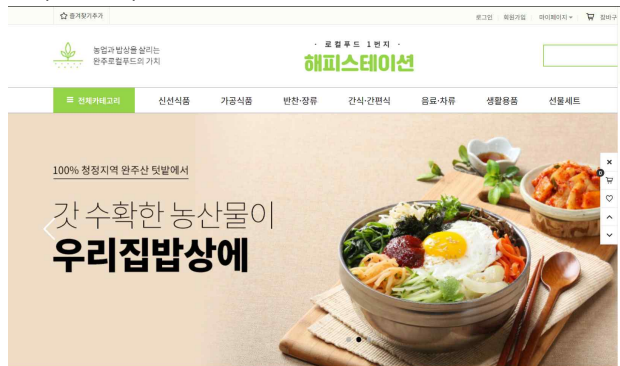 즐겨찾기추가
로그인 회원가입 마이페이지 장바구
농업과 밥상을 살리는
완주로컬푸드의 가치
· 로컬푸드 1번지 ·
해피스테이션
전체카테고리 신선식품 가공식품 반찬·장류 간식·간편식 음료·차류 생활용품 선물세트
100% 청정지역 완주산 텃밭에서
갓 수확한 농산물이
우리집밥상에
0